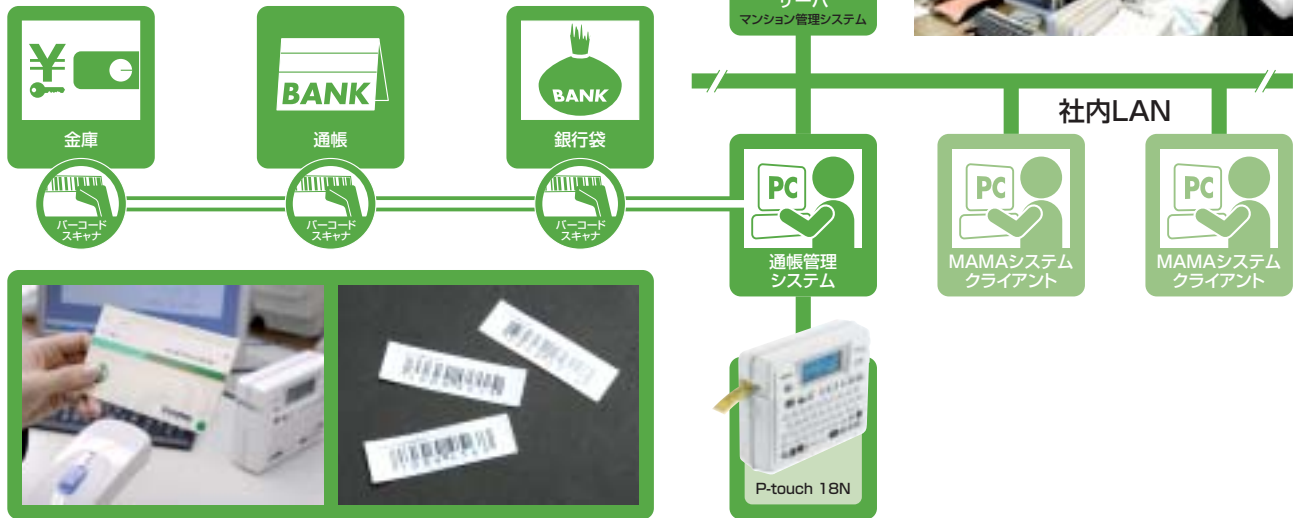 サーバ
マンション管理システム
¥
BANK
BANK
金庫
通帳
銀行袋
社内LAN
バーコード
スキャナ
バーコード
スキャナ
バーコード
スキャナ
PC
PC
PC
通帳管理
システム
MAMAシステム
クライアント
MAMAシステム
クライアント
P-touch 18N